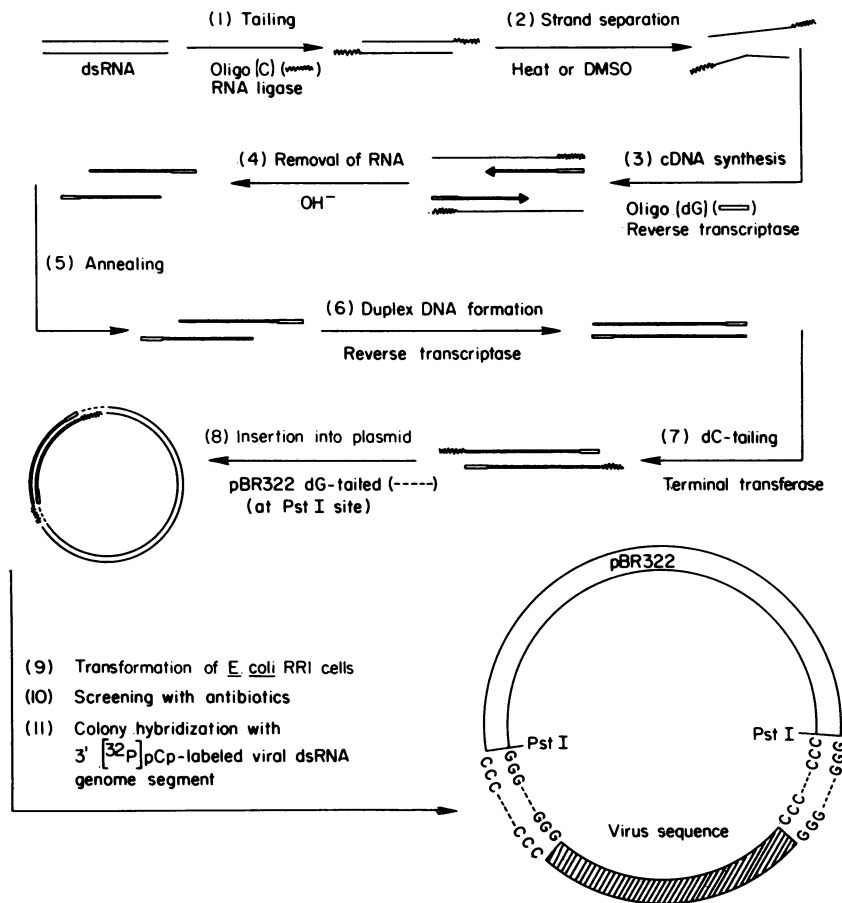 (1) Tailing
dsRNA
Oligo (C) ( )
RNA ligase
(2) Strand separation
Heat or DMSO
(3) cDNA synthesis
Oligo (dG) ( )
Reverse transcriptase
(4) Removal of RNA
OH⁻
(5) Annealing
(6) Duplex DNA formation
Reverse transcriptase
(7) dC-tailing
Terminal transferase
(8) Insertion into plasmid
pBR322 dG-tailed (-----)
(at Pst I site)
(9) Transformation of E. coli RRI cells
(10) Screening with antibiotics
(11) Colony hybridization with
3' [³²P]pCp-labeled viral dsRNA
genome segment
pBR322
Pst I
Pst I
GGG----GGG
CCC----CCC
CCC----CCC
GGG----GGG
Virus sequence